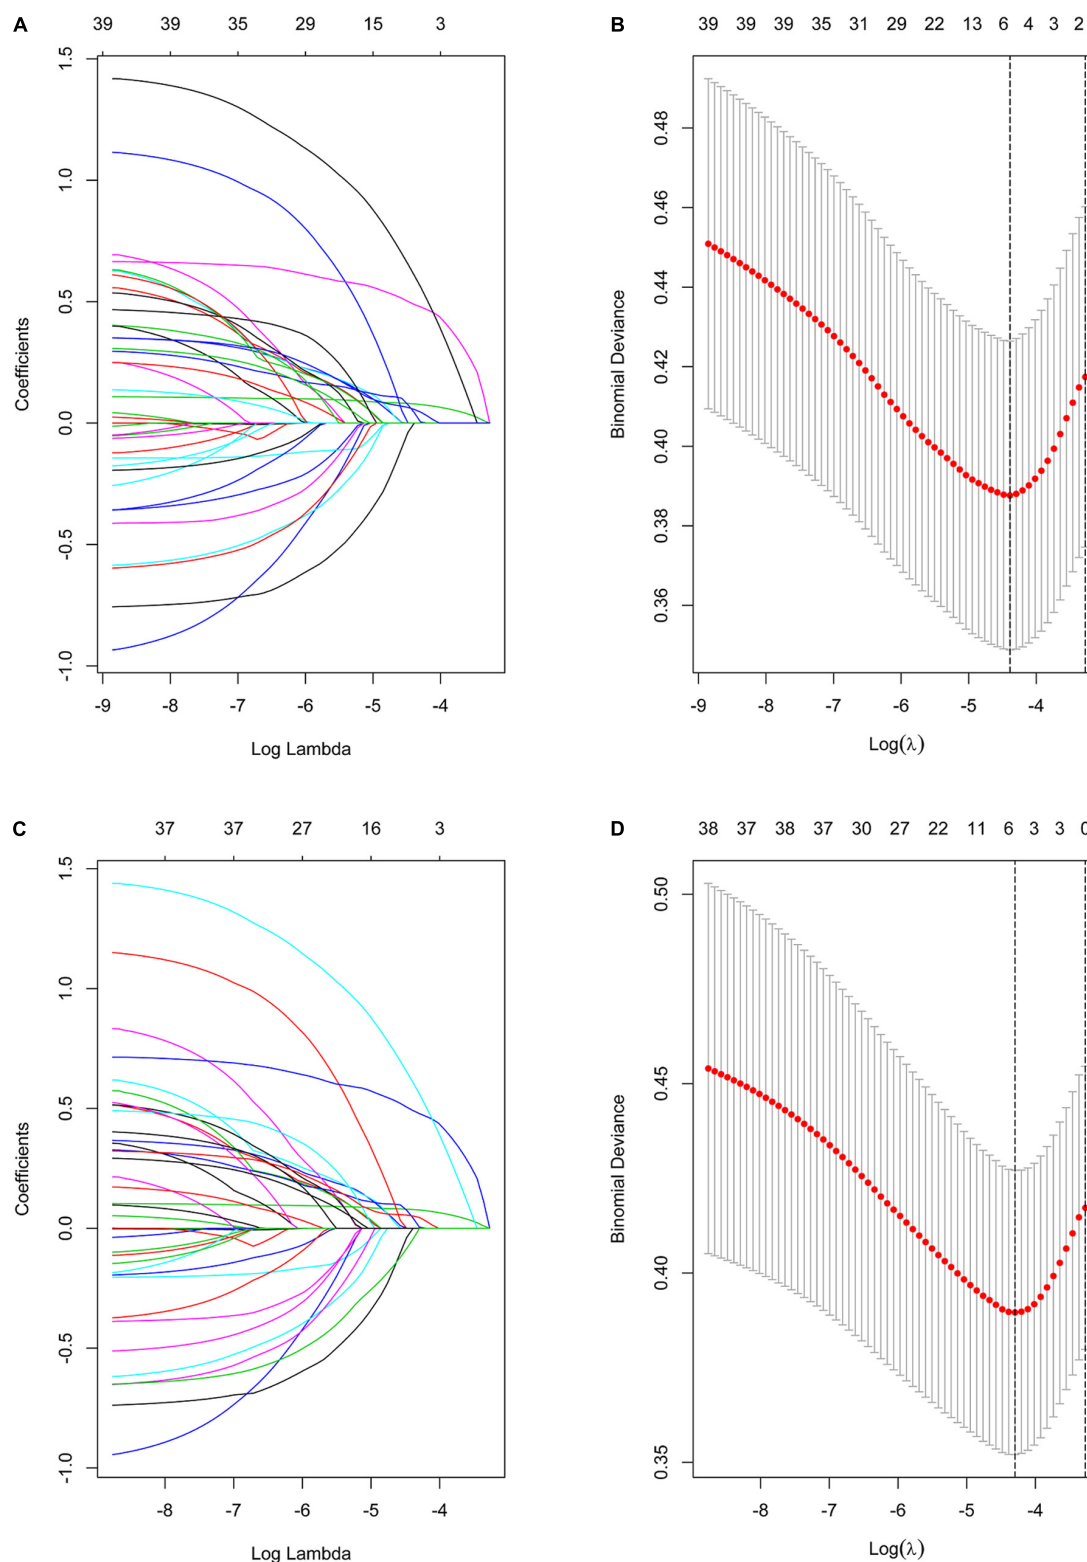 A
39 39 35 29 15 3
1.5
1.0
0.5
0.0
-0.5
-1.0
Coefficients
-9 -8 -7 -6 -5 -4
Log Lambda
B
39 39 39 35 31 29 22 13 6 4 3 2
0.48
0.46
0.44
0.42
0.40
0.38
0.36
Binomial Deviance
-9 -8 -7 -6 -5 -4
Log(λ)
C
37 37 27 16 3
1.5
1.0
0.5
0.0
-0.5
-1.0
Coefficients
-8 -7 -6 -5 -4
Log Lambda
D
38 37 38 37 30 27 22 11 6 3 3 0
0.50
0.45
0.40
0.35
Binomial Deviance
-8 -7 -6 -5 -4
Log(λ)